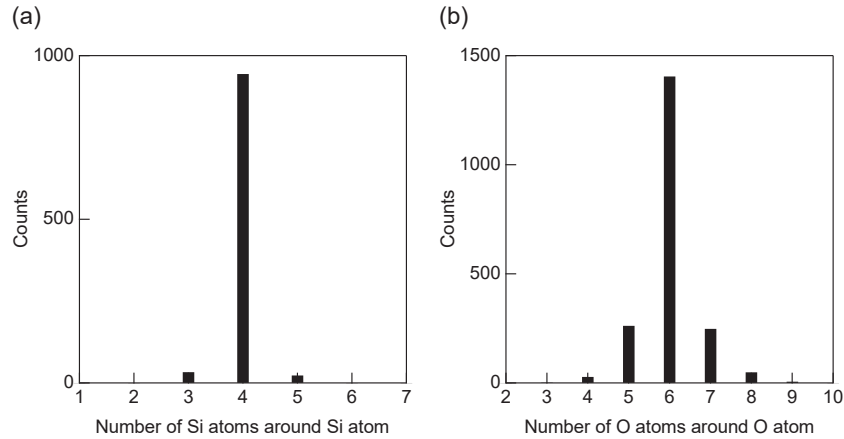 (a)
1000
500
0
1 2 3 4 5 6 7
Counts
Number of Si atoms around Si atom
(b)
1500
1000
500
0
2 3 4 5 6 7 8 9 10
Counts
Number of O atoms around O atom